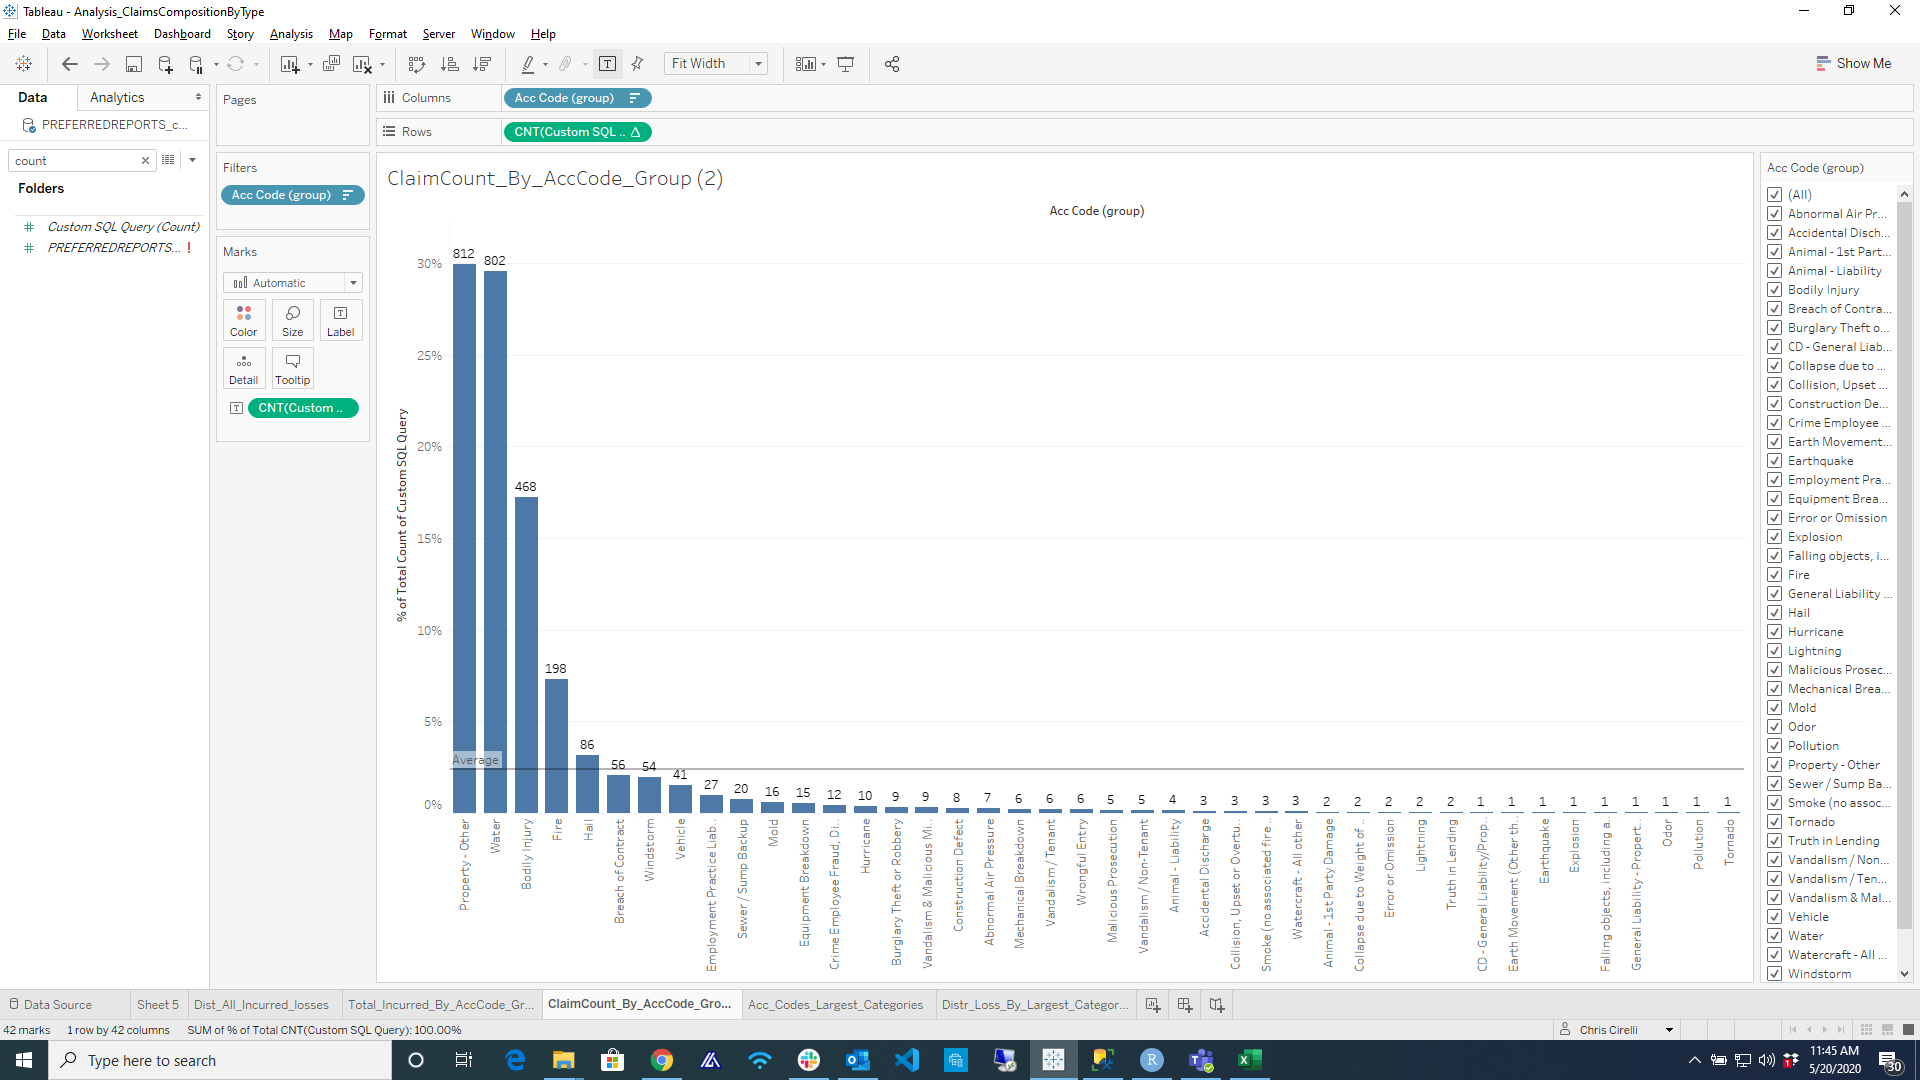 Tableau - Analysis_ClaimsCompositionByType
File Data Worksheet Dashboard Story Analysis Map Format Server Window Help
Fit Width
Show Me
Data Analytics
PREFERREDREPORTS_c...
count
Folders
Custom SQL Query (Count)
PREFERREDREPORTS... !
Pages
Filters
Acc Code (group)
Marks
Automatic
Color Size Label
Detail Tooltip
CNT(Custom ..
Columns Acc Code (group)
Rows CNT(Custom SQL .. Δ
ClaimCount_By_AccCode_Group (2)
Acc Code (group)
% of Total Count of Custom SQL Query
30%
25%
20%
15%
10%
5%
0%
Average
812 802 468 198 86 56 54 41 27 20 16 15 12 10 9 9 8 7 6 6 6 5 5 4 3 3 3 3 2 2 2 2 2 1 1 1 1 1 1 1 1 1
Property - Other
Water
Bodily Injury
Fire
Hail
Breach of Contract
Windstorm
Vehicle
Employment Practice Liab..
Sewer / Sump Backup
Mold
Equipment Breakdown
Crime Employee Fraud, Di..
Hurricane
Burglary Theft or Robbery
Vandalism & Malicious Mi..
Construction Defect
Abnormal Air Pressure
Mechanical Breakdown
Vandalism / Tenant
Wrongful Entry
Malicious Prosecution
Vandalism / Non-Tenant
Animal - Liability
Accidental Discharge
Collision, Upset or Overtu..
Smoke (no associated fire ..
Watercraft - All other
Animal - 1st Party Damage
Collapse due to Weight of ..
Error or Omission
Lightning
Truth in Lending
CD - General Liability/Prop..
Earth Movement (Other th..
Earthquake
Explosion
Falling objects, including a..
General Liability - Propert..
Odor
Pollution
Tornado
Acc Code (group)
(All)
Abnormal Air Pr...
Accidental Disch...
Animal - 1st Part...
Animal - Liability
Bodily Injury
Breach of Contra...
Burglary Theft o...
CD - General Liab...
Collapse due to ...
Collision, Upset ...
Construction De...
Crime Employee ...
Earth Movement...
Earthquake
Employment Pra...
Equipment Brea...
Error or Omission
Explosion
Falling objects, i...
Fire
General Liability ...
Hail
Hurricane
Lightning
Malicious Prosec...
Mechanical Brea...
Mold
Odor
Pollution
Property - Other
Sewer / Sump Ba...
Smoke (no assoc...
Tornado
Truth in Lending
Vandalism / Non...
Vandalism / Ten...
Vandalism & Mal...
Vehicle
Water
Watercraft - All ...
Windstorm
Data Source Sheet 5 Dist_All_Incurred_losses Total_Incurred_By_AccCode_Gr... ClaimCount_By_AccCode_Gro... Acc_Codes_Largest_Categories Distr_Loss_By_Largest_Categor...
42 marks 1 row by 42 columns SUM of % of Total CNT(Custom SQL Query): 100.00% Chris Cirelli
Type here to search
11:45 AM
5/20/2020
30